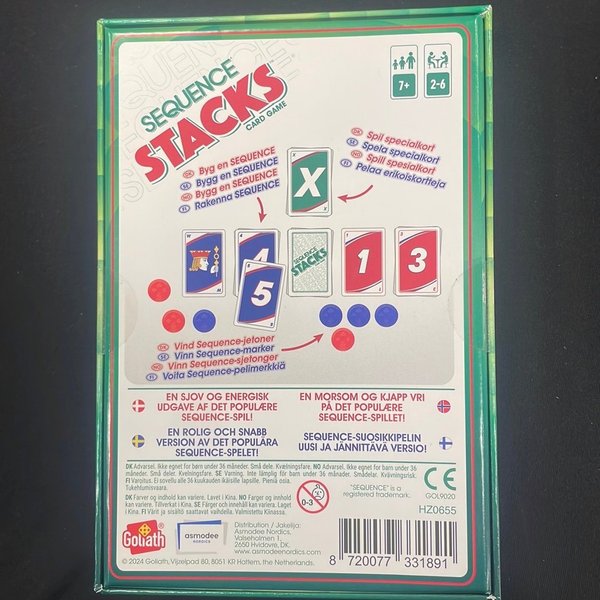 SEQUENCE
STACKS™
CARD GAME
7+
2-6
DK Byg en SEQUENCE
SE Bygg en SEQUENCE
NO Bygg en SEQUENCE
FI Rakenna SEQUENCE
DK Spil specialkort
SE Spela specialkort
NO Spill spesialkort
FI Pelaa erikoiskortteja
X
X
X
W
W
4
4
5
SEQUENCE
STACKS
1
3
DK Vind Sequence-jetoner
SE Vinn Sequence-marker
NO Vinn Sequence-sjetonger
FI Voita Sequence-pelimerkkiä
EN SJOV OG ENERGISK
UDGAVE AF DET POPULÆRE
SEQUENCE-SPIL!
EN MORSOM OG KJAPP VRI
PÅ DET POPULÆRE
SEQUENCE-SPILLET!
EN ROLIG OCH SNABB
VERSION AV DET POPULÄRA
SEQUENCE-SPELET!
SEQUENCE-SUOSIKKIPELIN
UUSI JA JÄNNITTÄVÄ VERSIO!
DK Advarsel. Ikke egnet for børn under 36 måneder. Små dele. Kvælningsfare. NO Advarsel. Ikke egnet for barn under 36
måneder. Små deler. Kvelningsfare. SE Varning. Inte lämplig för barn under 36 månader. Smådelar. Kvävningsrisk.
FI Varoitus. Ei sovellu alle 36 kuukauden ikäisille lapsille. Pieniä osia.
Tukehtumisvaara.
DK Farver og indhold kan variere. Lavet i Kina. NO Farger og innhold
kan variere. Tillverkat i Kina. SE Färger och innehåll kan variera. Laget
i Kina. FI Värit ja sisältö saattavat vaihdella. Valmistettu Kiinassa.
0-3
"SEQUENCE" is a
registered trademark.
CE
GOL9020
HZ0655
Goliath
asmodee
NORDICS
Distribution / Jakelija:
Asmodee Nordics.
Valseholmen 1.
2650 Hvidovre, DK.
www.asmodeenordics.com
© 2024 Goliath, Vijzelpad 80, 8051 KR Hattem, the Netherlands.
8 720077 331891